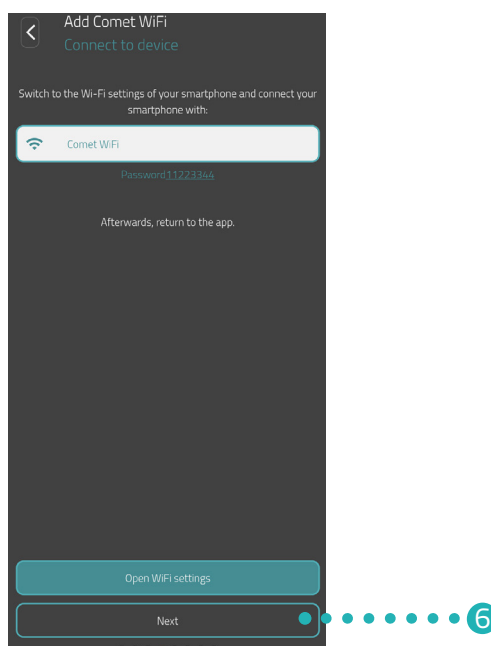 Add Comet WiFi
Connect to device
Switch to the Wi-Fi settings of your smartphone and connect your
smartphone with:
Comet WiFi
Password11223344
Afterwards, return to the app.
Open WiFi settings
Next
6